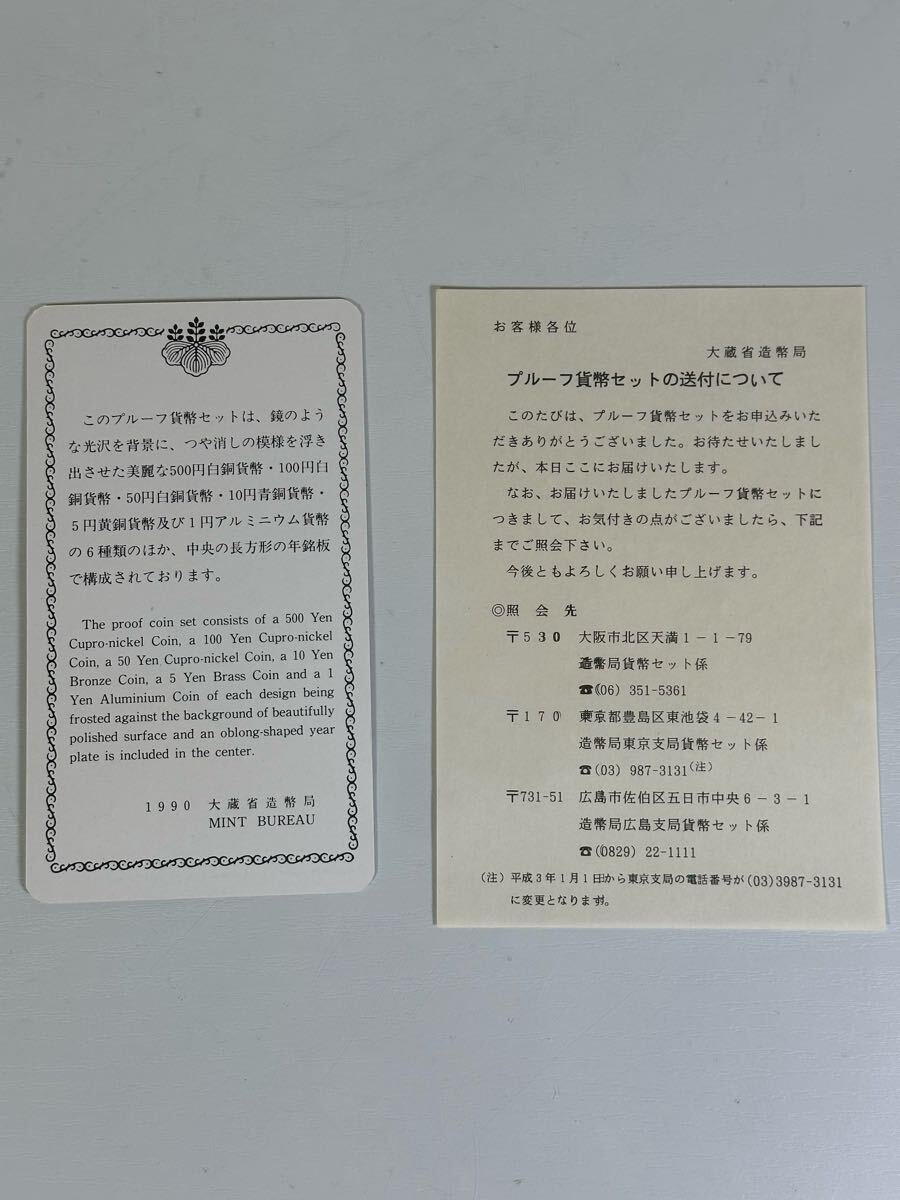 このプルーフ貨幣セットは、鏡のよう
な光沢を背景に、つや消しの模様を浮き
出させた美麗な500円白銅貨幣・100円白
銅貨幣・50円白銅貨幣・10円青銅貨幣・
5円黄銅貨幣及び1円アルミニウム貨幣
の6種類のほか、中央の長方形の年銘板
で構成されております。
The proof coin set consists of a 500 Yen
Cupro-nickel Coin, a 100 Yen Cupro-nickel
Coin, a 50 Yen Cupro-nickel Coin, a 10 Yen
Bronze Coin, a 5 Yen Brass Coin and a 1
Yen Aluminium Coin of each design being
frosted against the background of beautifully
polished surface and an oblong-shaped year
plate is included in the center.
1990 大蔵省造幣局
MINT BUREAU
お客様各位
大蔵省造幣局
プルーフ貨幣セットの送付について
このたびは、プルーフ貨幣セットをお申込みいた
だきありがとうございました。お待たせいたしまし
たが、本日ここにお届けいたします。
なお、お届けいたしましたプルーフ貨幣セットに
つきまして、お気付きの点がございましたら、下記
までご照会下さい。
今後ともよろしくお願い申し上げます。
◎照会先
〒530 大阪市北区天満1-1-79
造幣局貨幣セット係
☎(06) 351-5361
〒170 東京都豊島区東池袋4-42-1
造幣局東京支局貨幣セット係
☎(03) 987-3131(注)
〒731-51 広島市佐伯区五日市中央6-3-1
造幣局広島支局貨幣セット係
☎(0829) 22-1111
(注)平成3年1月1日から東京支局の電話番号が(03)3987-3131
に変更となります。